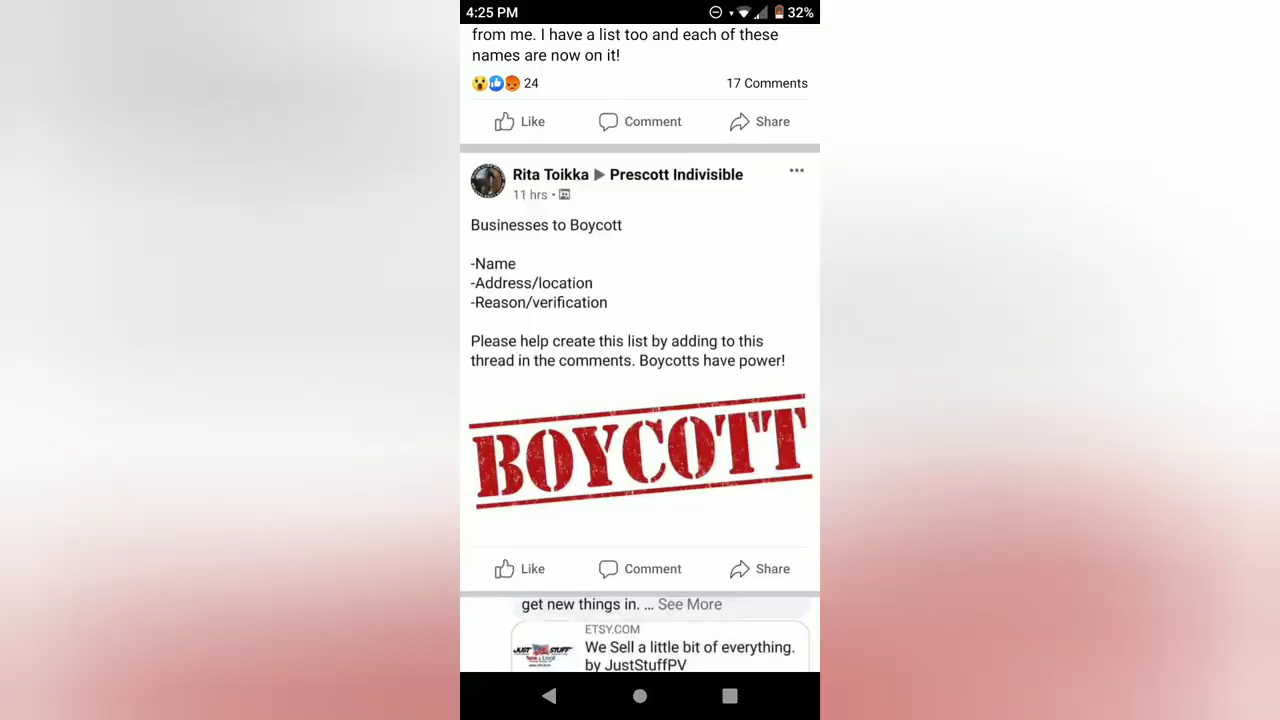 4:25 PM
32%
from me. I have a list too and each of these
names are now on it!
24
17 Comments
Like
Comment
Share
Rita Toikka ▶ Prescott Indivisible
11 hrs •
Businesses to Boycott
-Name
-Address/location
-Reason/verification
Please help create this list by adding to this
thread in the comments. Boycotts have power!
BOYCOTT
Like
Comment
Share
get new things in. ... See More
ETSY.COM
JUST STUFF
We Sell a little bit of everything.
by JustStuffPV